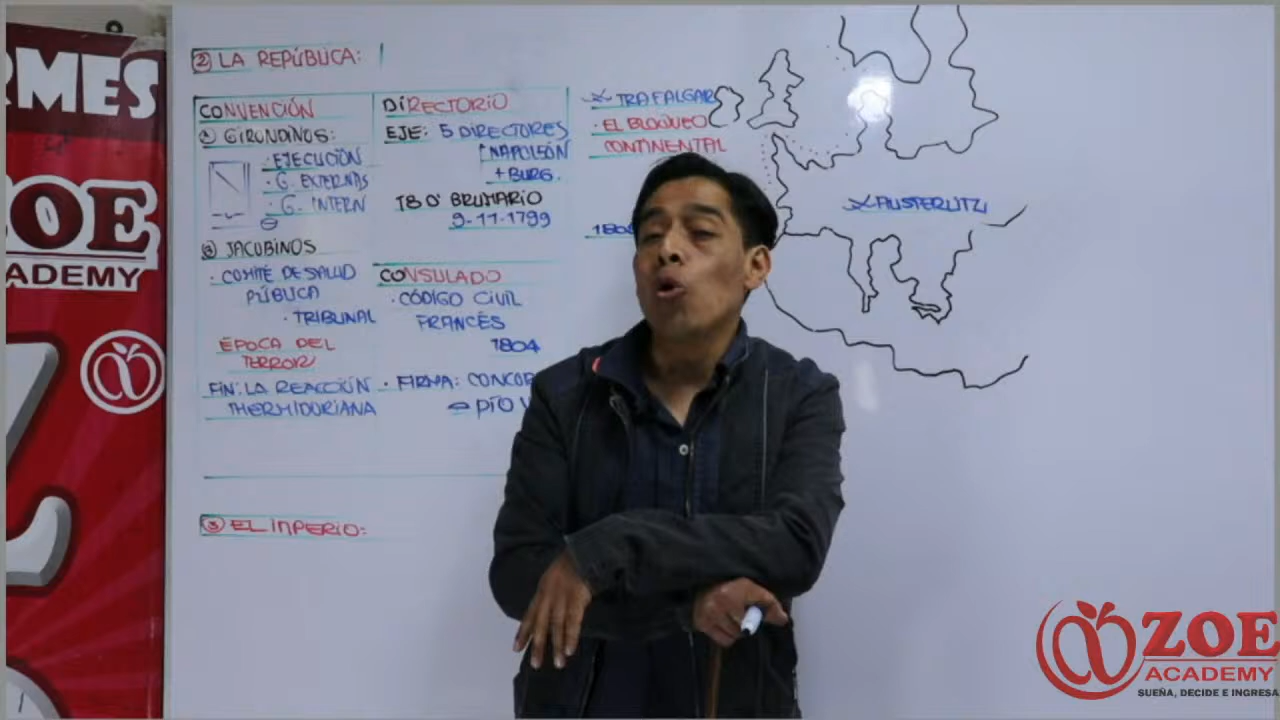 RMES
ZOE
ACADEMY
② LA REPÚBLICA:
CONVENCIÓN
① GIRONDINOS:
· EJECUCIÓN
· G. EXTERNAS
· G. INTERN
② JACOBINOS
· COMITÉ DE SALUD
PÚBLICA
· TRIBUNAL
ÉPOCA DEL
TERROR
FIN: LA REACCIÓN
THERMIDORIANA
DIRECTORIO
EJE: 5 DIRECTORES
NAPOLEÓN
+ BURG.
18 O' BRUMARIO
9-11-1799
CONSULADO
· CÓDIGO CIVIL
FRANCÉS
1804
· FIRMA: CONCOR
PÍO V
TRAFALGAR
· EL BLOQUEO
CONTINENTAL
AUSTERLITZ
③ EL IMPERIO:
ZOE
ACADEMY
SUEÑA, DECIDE E INGRESA